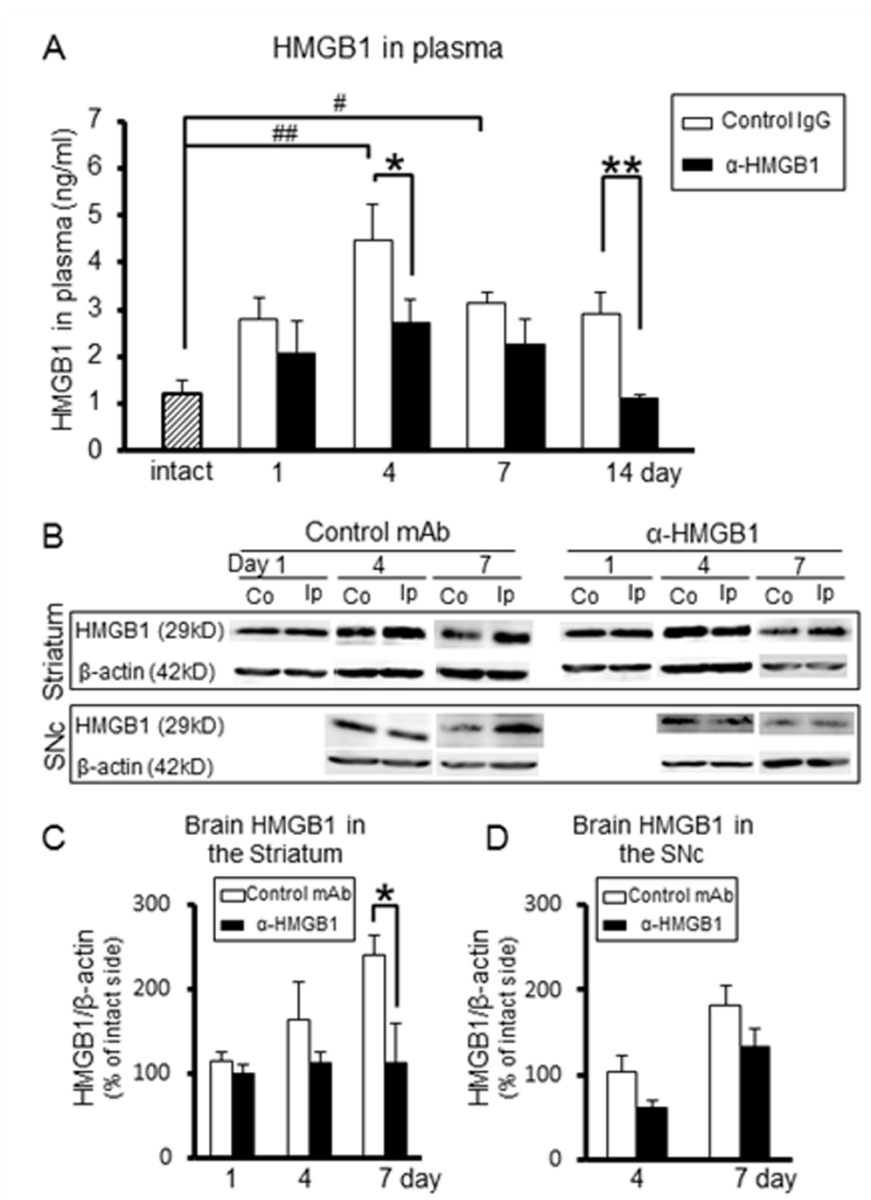 A
HMGB1 in plasma
HMGB1 in plasma (ng/ml)
7
6
5
4
3
2
1
0
#
##
*
**
Control IgG
α-HMGB1
intact
1
4
7
14 day
B
Control mAb
α-HMGB1
Day 1
4
7
1
4
7
Co
Ip
Co
Ip
Co
Ip
Co
Ip
Co
Ip
Co
Ip
Striatum
HMGB1 (29kD)
β-actin (42kD)
SNc
HMGB1 (29kD)
β-actin (42kD)
C
Brain HMGB1 in
the Striatum
Control mAb
α-HMGB1
HMGB1/β-actin
(% of intact side)
300
200
100
0
*
1
4
7 day
D
Brain HMGB1 in
the SNc
Control mAb
α-HMGB1
HMGB1/β-actin
(% of intact side)
300
200
100
0
4
7 day